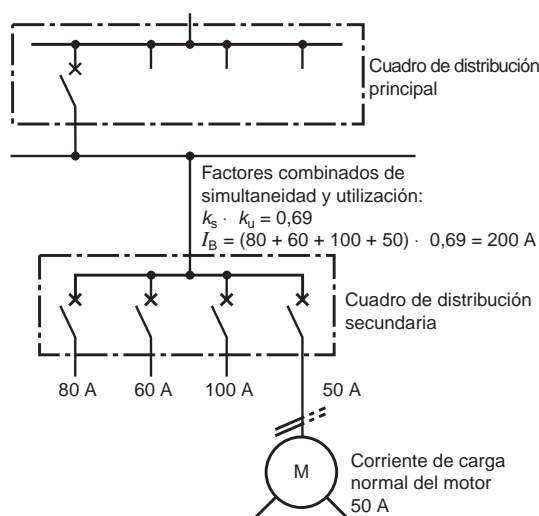 Cuadro de distribución
principal
Factores combinados de
simultaneidad y utilización:
ks · ku = 0,69
IB = (80 + 60 + 100 + 50) · 0,69 = 200 A
Cuadro de distribución
secundaria
80 A 60 A 100 A 50 A
M
Corriente de carga
normal del motor
50 A